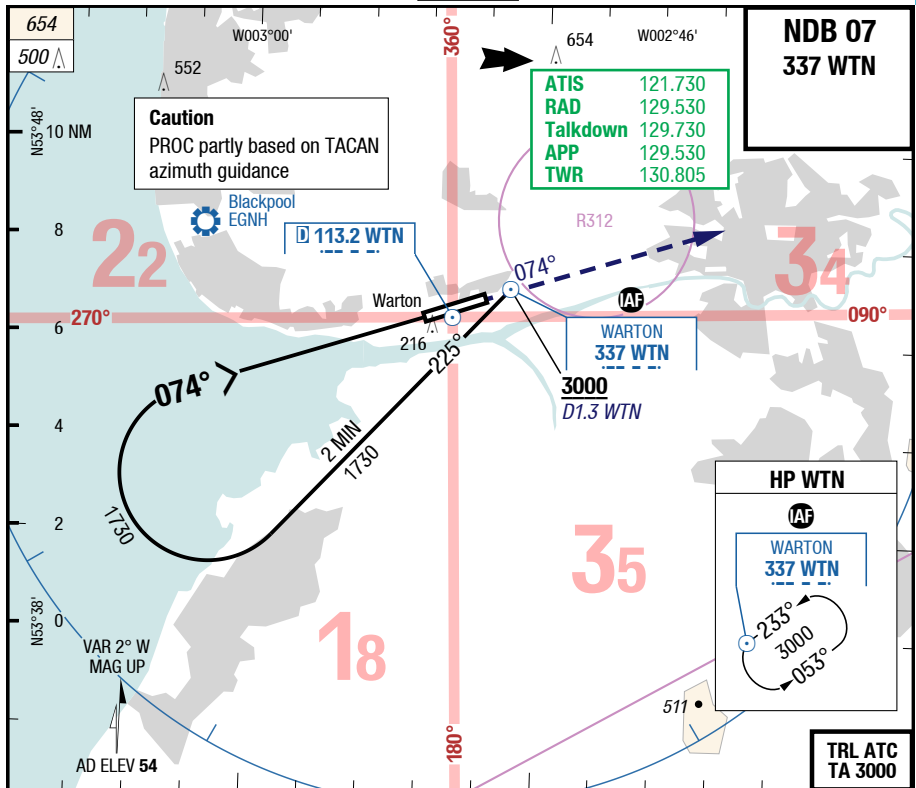 654
500
W003°00'
360°
654
W002°46'
NDB 07
337 WTN
552
ATIS 121.730
RAD 129.530
Talkdown 129.730
APP 129.530
TWR 130.805
N53°48'
10 NM
Caution
PROC partly based on TACAN
azimuth guidance
Blackpool
EGNH
8
22
D 113.2 WTN
R312
34
074°
Warton
IAF
270°
090°
6
216
WARTON
337 WTN
225°
074°
3000
D1.3 WTN
4
2 MIN
1730
HP WTN
IAF
1730
2
WARTON
337 WTN
35
N53°38'
0
18
233°
3000
053°
VAR 2° W
MAG UP
511
180°
AD ELEV 54
TRL ATC
TA 3000